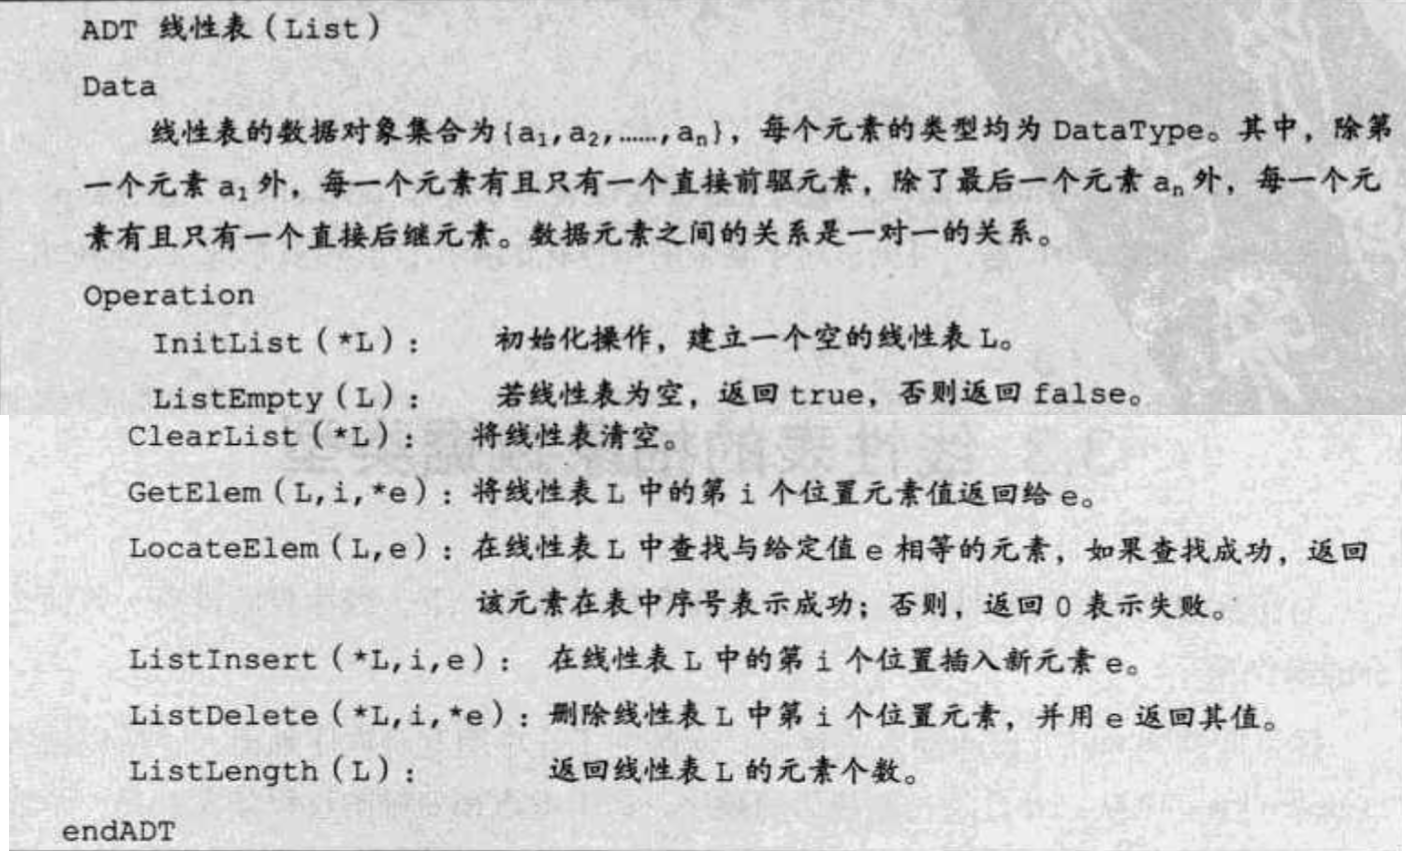 ADT 线性表（List）
Data
线性表的数据对象集合为{a₁,a₂,……,aₙ}，每个元素的类型均为 DataType。其中，除第
一个元素 a₁ 外，每一个元素有且只有一个直接前驱元素，除了最后一个元素 aₙ 外，每一个元
素有且只有一个直接后继元素。数据元素之间的关系是一对一的关系。
Operation
InitList（*L）： 初始化操作，建立一个空的线性表 L。
ListEmpty（L）： 若线性表为空，返回 true，否则返回 false。
ClearList（*L）： 将线性表清空。
GetElem（L,i,*e）：将线性表 L 中的第 i 个位置元素值返回给 e。
LocateElem（L,e）：在线性表 L 中查找与给定值 e 相等的元素，如果查找成功，返回
该元素在表中序号表示成功；否则，返回 0 表示失败。
ListInsert（*L,i,e）： 在线性表 L 中的第 i 个位置插入新元素 e。
ListDelete（*L,i,*e）：删除线性表 L 中第 i 个位置元素，并用 e 返回其值。
ListLength（L）： 返回线性表 L 的元素个数。
endADT